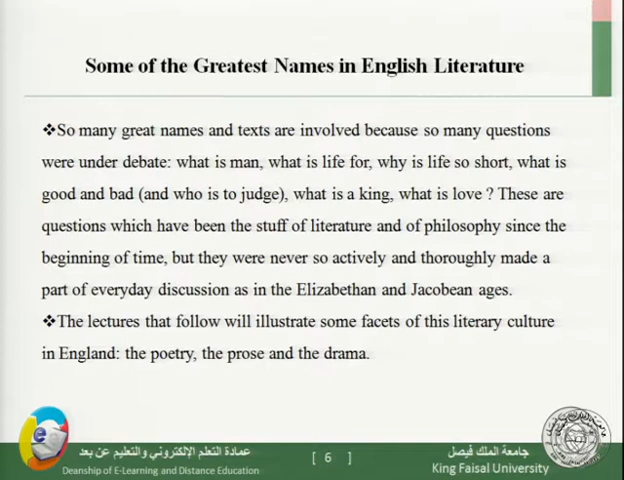 Some of the Greatest Names in English Literature
❖So many great names and texts are involved because so many questions
were under debate: what is man, what is life for, why is life so short, what is
good and bad (and who is to judge), what is a king, what is love ? These are
questions which have been the stuff of literature and of philosophy since the
beginning of time, but they were never so actively and thoroughly made a
part of everyday discussion as in the Elizabethan and Jacobean ages.
❖The lectures that follow will illustrate some facets of this literary culture
in England: the poetry, the prose and the drama.
عمادة التعلم الإلكتروني والتعليم عن بعد
Deanship of E-Learning and Distance Education
[ 6 ]
جامعة الملك فيصل
King Faisal University